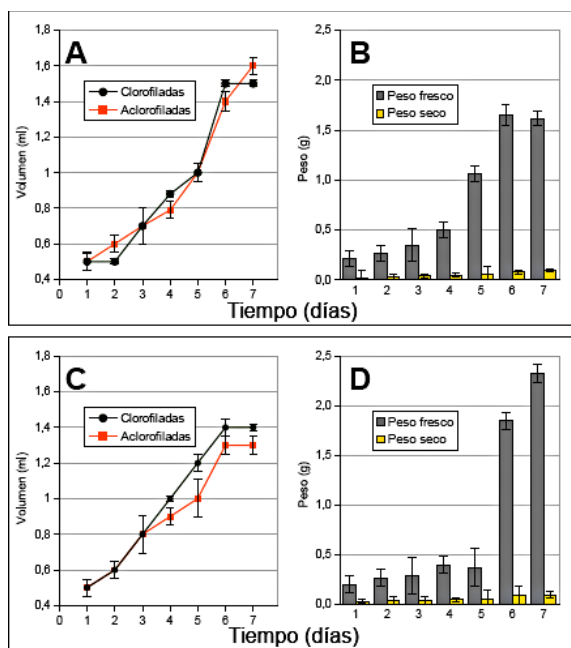 A
Clorofiladas
Aclorofiladas
Volumen (ml)
1,8
1,6
1,4
1,2
1
0,8
0,6
0,4
0 1 2 3 4 5 6 7
B
Peso fresco
Peso seco
Peso (g)
2,5
2,0
1,5
1,0
0,5
0,0
1 2 3 4 5 6 7
Tiempo (días)
C
Clorofiladas
Aclorofiladas
Volumen (ml)
1,8
1,6
1,4
1,2
1
0,8
0,6
0,4
0 1 2 3 4 5 6 7
D
Peso fresco
Peso seco
Peso (g)
2,5
2,0
1,5
1,0
0,5
0,0
1 2 3 4 5 6 7
Tiempo (días)